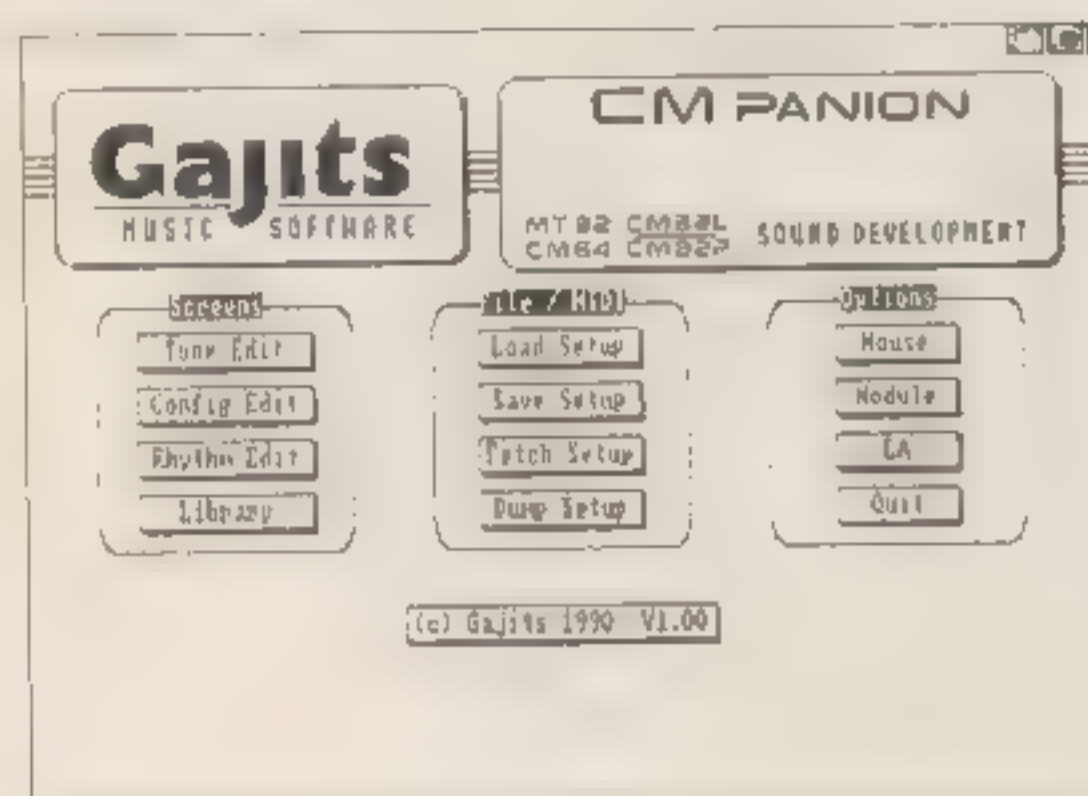 Gajits
MUSIC SOFTWARE
CM PANION
MT 32 CM32L
CM64 CM32P
SOUND DEVELOPMENT
Screens
Tone Edit
Config Edit
Rhythm Edit
Library
File / MIDI
Load Setup
Save Setup
Fetch Setup
Dump Setup
Options
Mouse
Module
LA
Quit
(c) Gajits 1990 V1.00